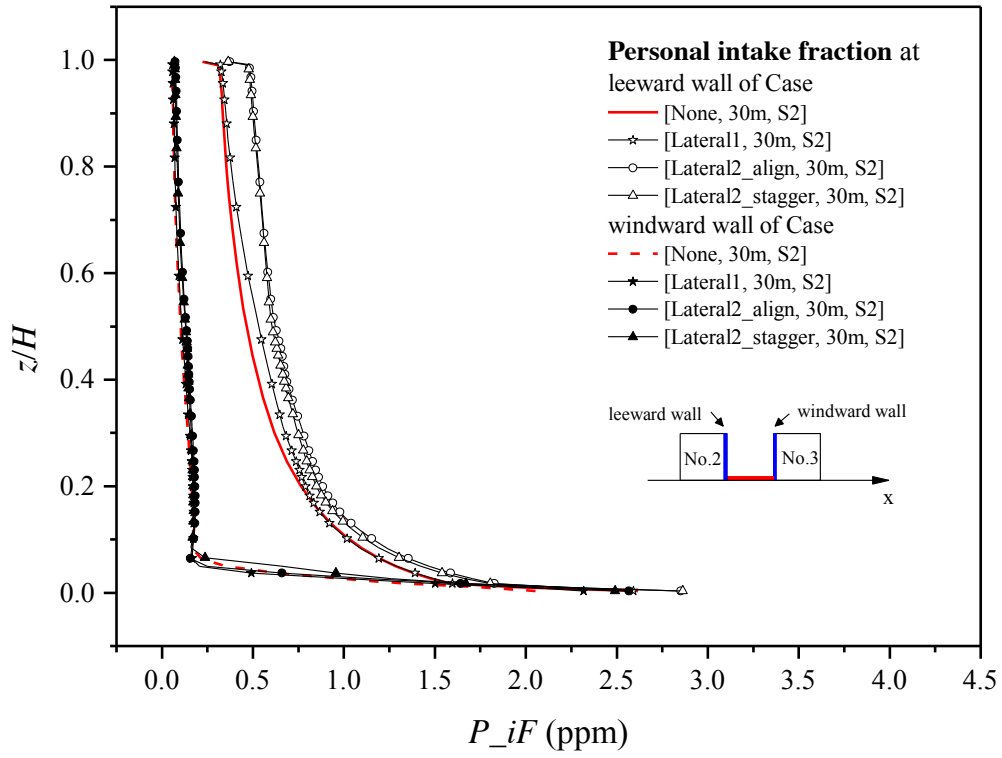 Personal intake fraction at
leeward wall of Case
[None, 30m, S2]
[Lateral1, 30m, S2]
[Lateral2_align, 30m, S2]
[Lateral2_stagger, 30m, S2]
windward wall of Case
[None, 30m, S2]
[Lateral1, 30m, S2]
[Lateral2_align, 30m, S2]
[Lateral2_stagger, 30m, S2]
leeward wall
windward wall
No.2
No.3
x
z/H
1.0
0.8
0.6
0.4
0.2
0.0
0.0 0.5 1.0 1.5 2.0 2.5 3.0 3.5 4.0 4.5
P_iF (ppm)